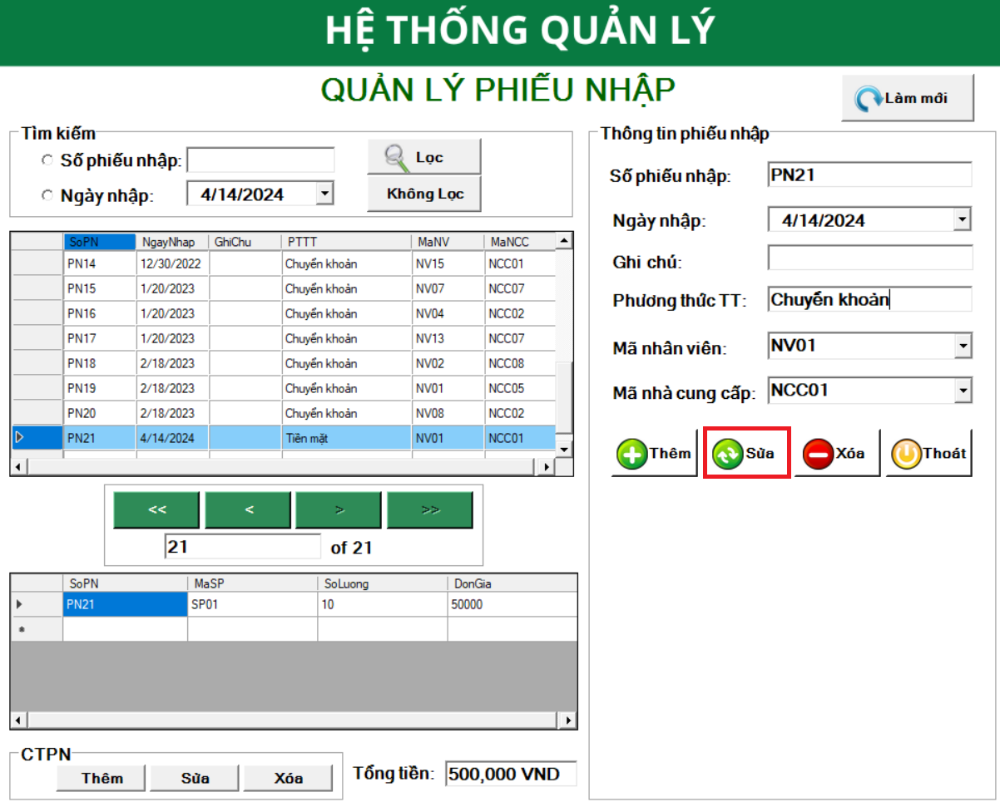 HỆ THỐNG QUẢN LÝ
QUẢN LÝ PHIẾU NHẬP
Làm mới
Tìm kiếm
Số phiếu nhập:
Lọc
Ngày nhập: 4/14/2024
Không Lọc
SoPN NgayNhap GhiChu PTTT MaNV MaNCC
PN14 12/30/2022 Chuyển khoản NV15 NCC01
PN15 1/20/2023 Chuyển khoản NV07 NCC07
PN16 1/20/2023 Chuyển khoản NV04 NCC02
PN17 1/20/2023 Chuyển khoản NV13 NCC07
PN18 2/18/2023 Chuyển khoản NV02 NCC08
PN19 2/18/2023 Chuyển khoản NV01 NCC05
PN20 2/18/2023 Chuyển khoản NV08 NCC02
PN21 4/14/2024 Tiền mặt NV01 NCC01
<< < > >>
21 of 21
SoPN MaSP SoLuong DonGia
PN21 SP01 10 50000
CTPN
Thêm Sửa Xóa
Tổng tiền: 500,000 VND
Thông tin phiếu nhập
Số phiếu nhập: PN21
Ngày nhập: 4/14/2024
Ghi chú:
Phương thức TT: Chuyển khoản
Mã nhân viên: NV01
Mã nhà cung cấp: NCC01
Thêm Sửa Xóa Thoát